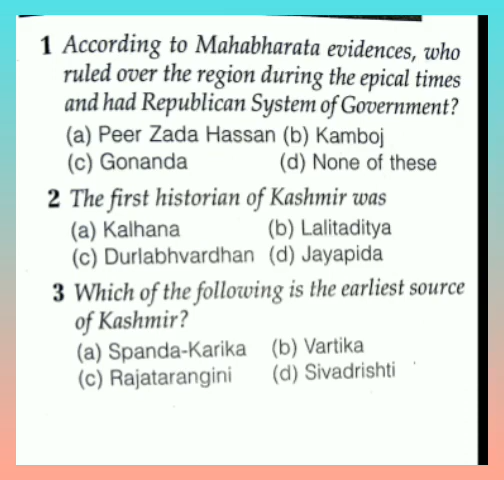 1 According to Mahabharata evidences, who
ruled over the region during the epical times
and had Republican System of Government?
(a) Peer Zada Hassan (b) Kamboj
(c) Gonanda (d) None of these
2 The first historian of Kashmir was
(a) Kalhana (b) Lalitaditya
(c) Durlabhvardhan (d) Jayapida
3 Which of the following is the earliest source
of Kashmir?
(a) Spanda-Karika (b) Vartika
(c) Rajatarangini (d) Sivadrishti